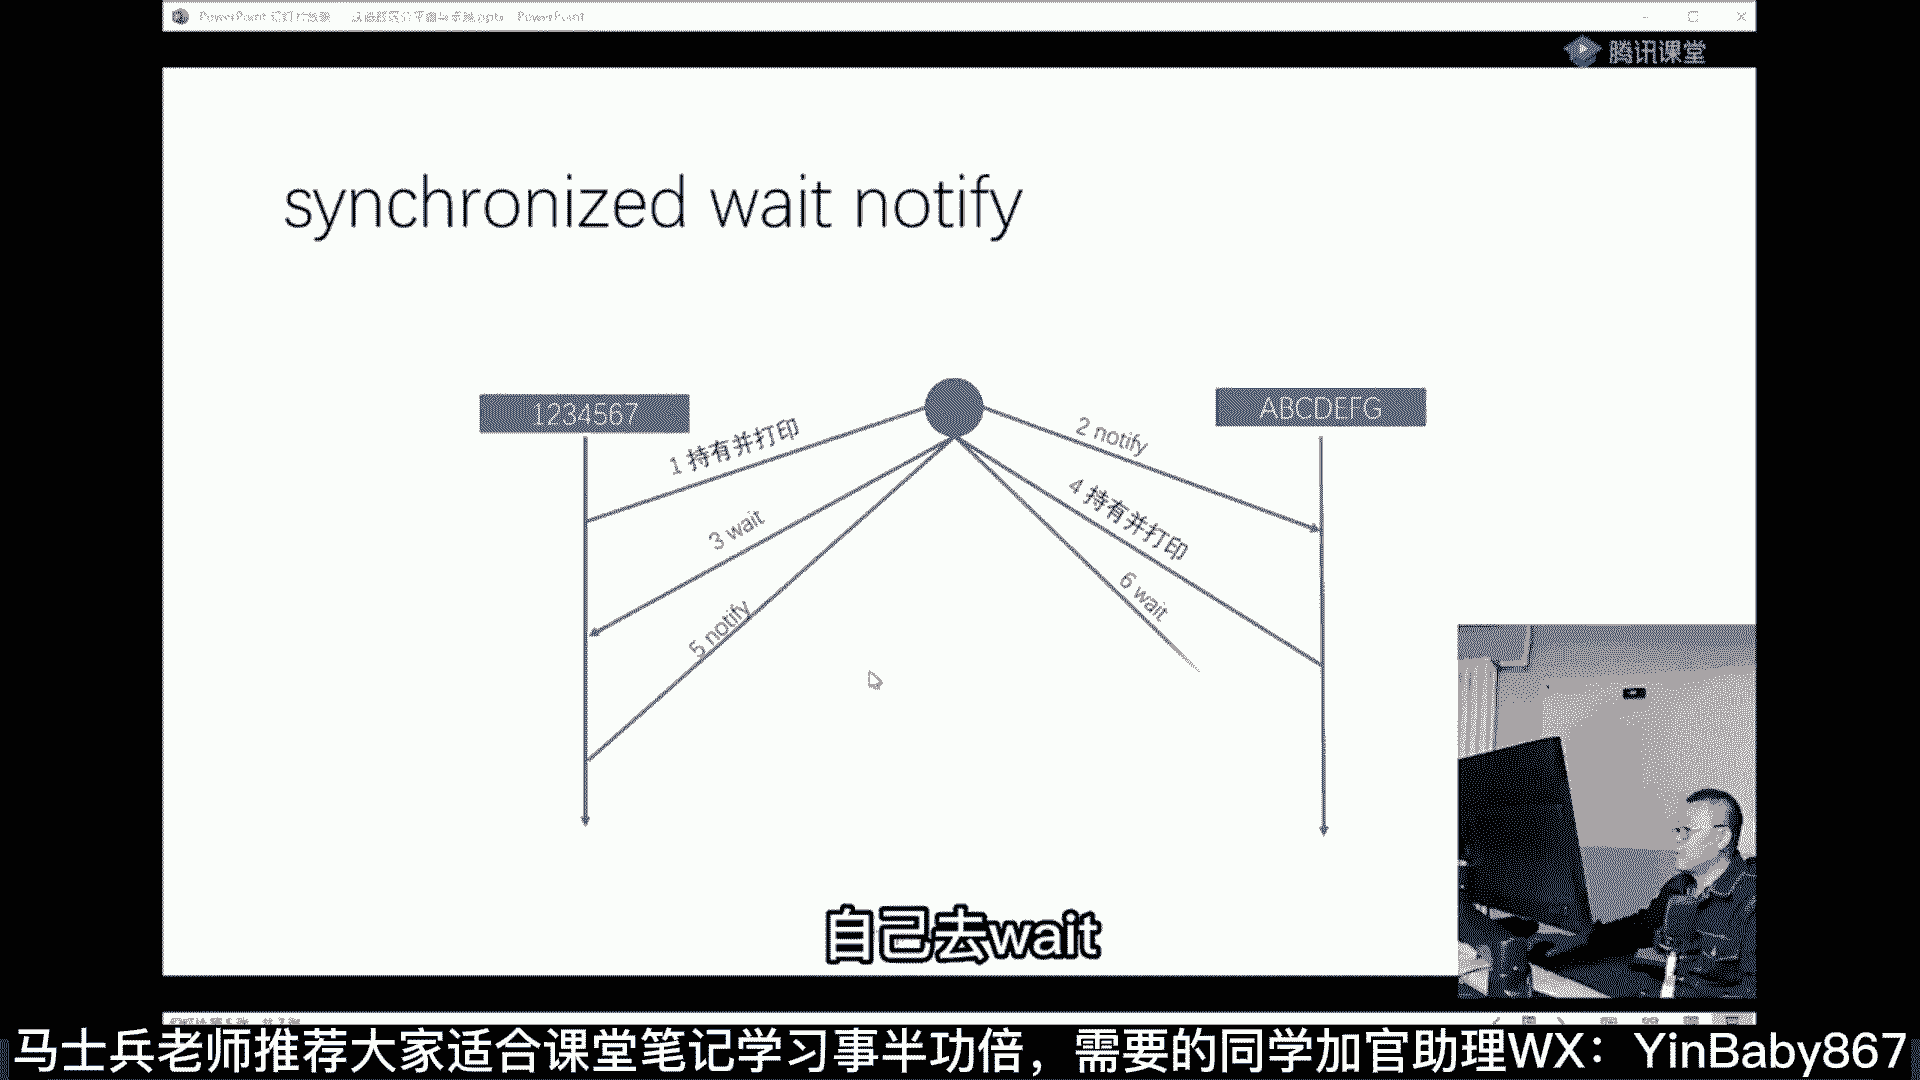 PowerPoint
PowerPoint
腾讯课堂
synchronized wait notify
1234567
ABCDEFG
1 持有并打印
2 notify
3 wait
4 持有并打印
5 notify
6 wait
自己去wait
马士兵老师推荐大家适合课堂笔记学习事半功倍，需要的同学加官助理WX：YinBaby867